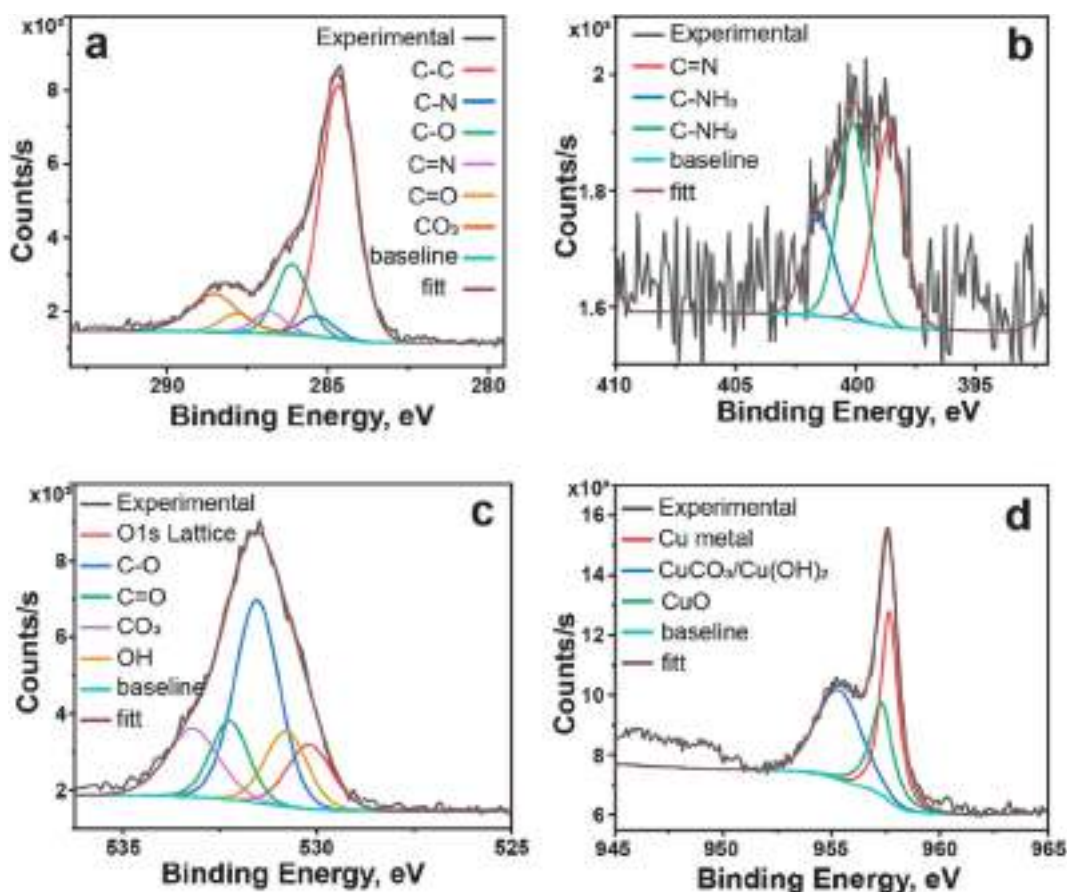 a
x10³
Experimental
C-C
C-N
C-O
C=N
C=O
CO₃
baseline
fitt
8
6
4
2
Counts/s
290
285
280
Binding Energy, eV
b
x10³
Experimental
C=N
C-NH₃
C-NH₂
baseline
fitt
2
1.8
1.6
Counts/s
410
405
400
395
Binding Energy, eV
c
x10³
Experimental
O1s Lattice
C-O
C=O
CO₃
OH
baseline
fitt
8
6
4
2
Counts/s
535
530
525
Binding Energy, eV
d
x10³
Experimental
Cu metal
CuCO₃/Cu(OH)₂
CuO
baseline
fitt
16
14
12
10
8
6
Counts/s
945
950
955
960
965
Binding Energy, eV